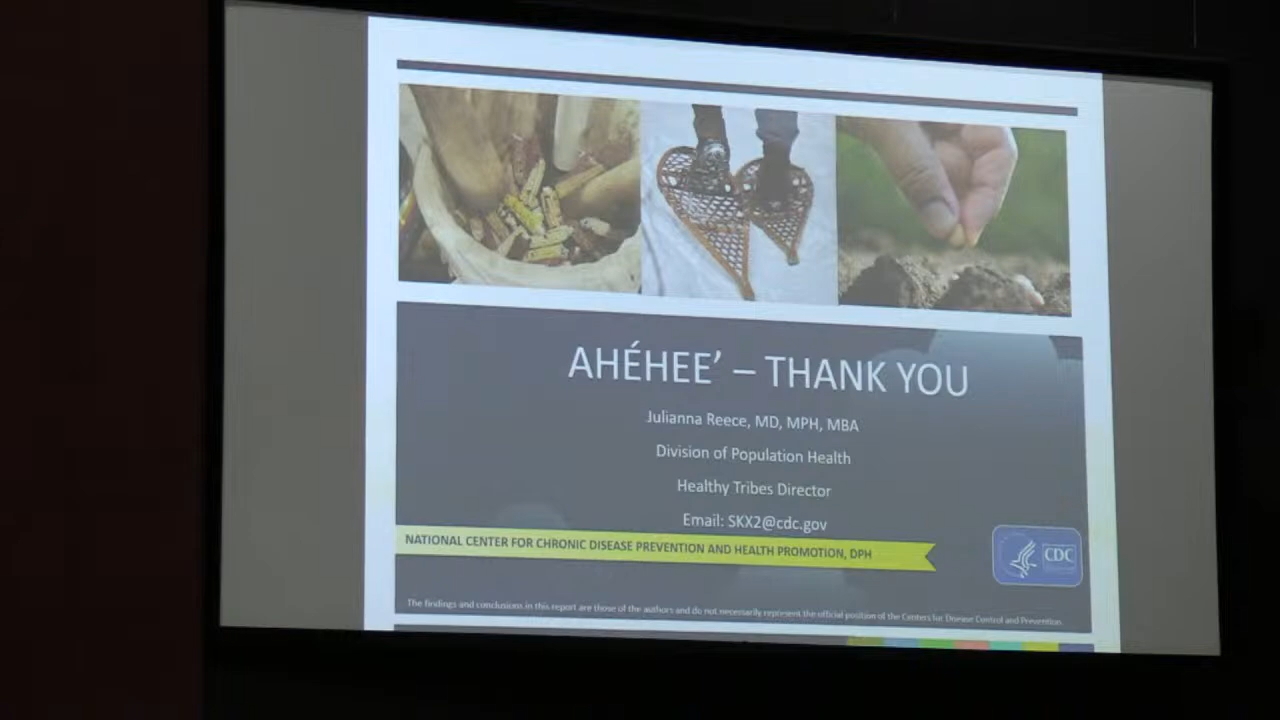 AHÉHEE’ – THANK YOU
Julianna Reece, MD, MPH, MBA
Division of Population Health
Healthy Tribes Director
Email: SKX2@cdc.gov
NATIONAL CENTER FOR CHRONIC DISEASE PREVENTION AND HEALTH PROMOTION, DPH
CDC
The findings and conclusions in this report are those of the authors and do not necessarily represent the official position of the Centers for Disease Control and Prevention